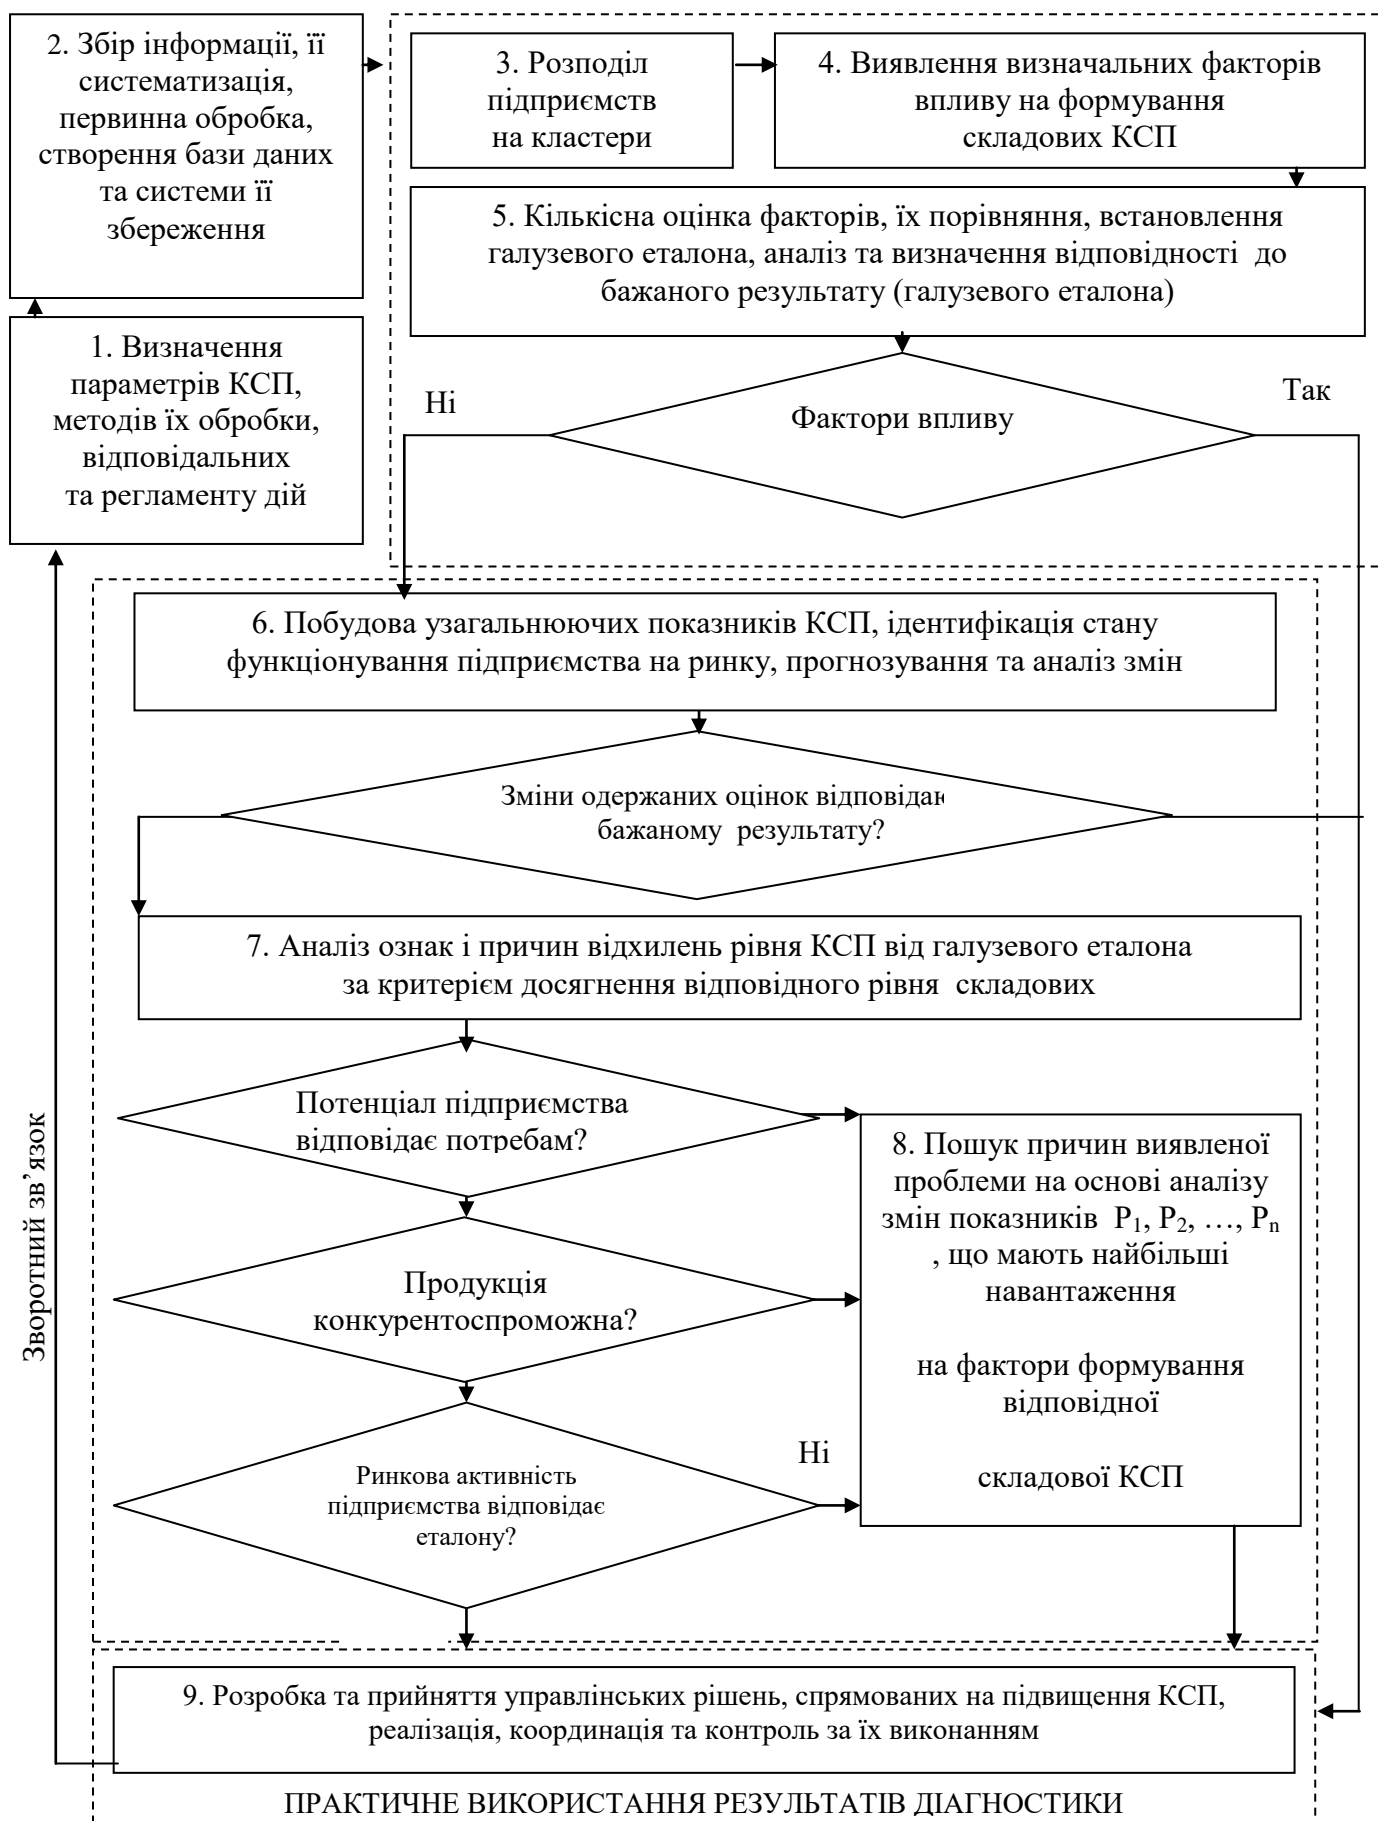 2. Збір інформації, її
систематизація,
первинна обробка,
створення бази даних
та системи її
збереження
3. Розподіл
підприємств
на кластери
4. Виявлення визначальних факторів
впливу на формування
складових КСП
5. Кількісна оцінка факторів, їх порівняння, встановлення
галузевого еталона, аналіз та визначення відповідності до
бажаного результату (галузевого еталона)
1. Визначення
параметрів КСП,
методів їх обробки,
відповідальних
та регламенту дій
Ні
Фактори впливу
Так
6. Побудова узагальнюючих показників КСП, ідентифікація стану
функціонування підприємства на ринку, прогнозування та аналіз змін
Зміни одержаних оцінок
бажаному результату?
7. Аналіз ознак і причин відхилень рівня КСП від галузевого еталона
за критерієм досягнення відповідного рівня складових
Потенціал підприємства
відповідає потребам?
8. Пошук причин виявленої
проблеми на основі аналізу
змін показників P₁, P₂, …, Pₙ
, що мають найбільші
навантаження
на фактори формування
відповідної
складової КСП
Продукція
конкурентоспроможна?
Ні
Ринкова активність
підприємства відповідає
еталону?
Зворотний зв’язок
9. Розробка та прийняття управлінських рішень, спрямованих на підвищення КСП,
реалізація, координація та контроль за їх виконанням
ПРАКТИЧНЕ ВИКОРИСТАННЯ РЕЗУЛЬТАТІВ ДІАГНОСТИКИ